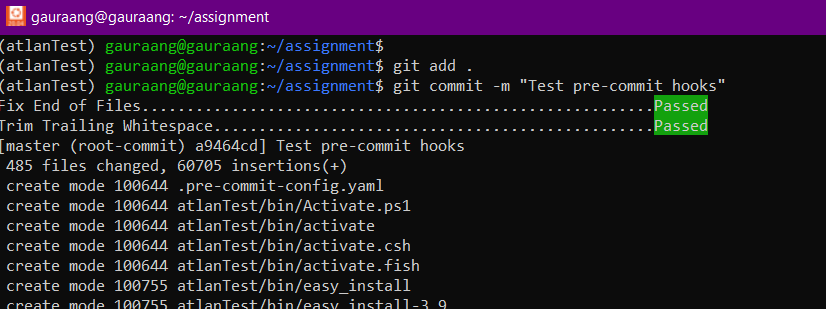 gauraang@gauraang: ~/assignment
(atlanTest) gauraang@gauraang:~/assignment$
(atlanTest) gauraang@gauraang:~/assignment$ git add .
(atlanTest) gauraang@gauraang:~/assignment$ git commit -m "Test pre-commit hooks"
Fix End of Files.........................................................Passed
Trim Trailing Whitespace.................................................Passed
[master (root-commit) a9464cd] Test pre-commit hooks
 485 files changed, 60705 insertions(+)
 create mode 100644 .pre-commit-config.yaml
 create mode 100644 atlanTest/bin/Activate.ps1
 create mode 100644 atlanTest/bin/activate
 create mode 100644 atlanTest/bin/activate.csh
 create mode 100644 atlanTest/bin/activate.fish
 create mode 100755 atlanTest/bin/easy_install
 create mode 100755 atlanTest/bin/easy_install-3.9